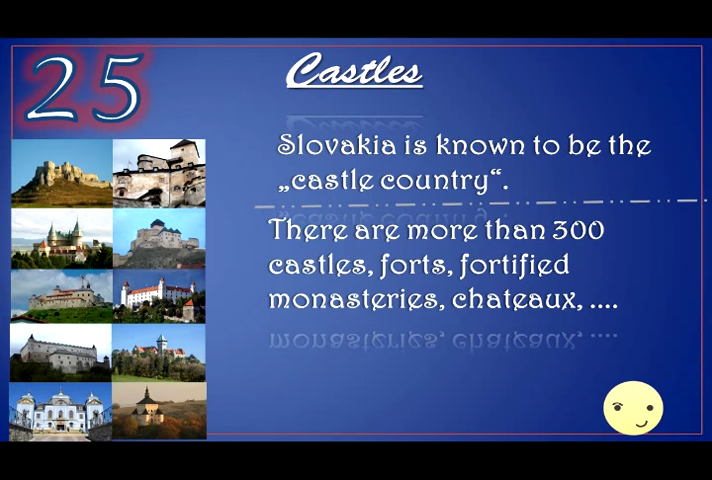 25
Castles
Slovakia is known to be the
„castle country“.
There are more than 300
castles, forts, fortified
monasteries, chateaux, ....